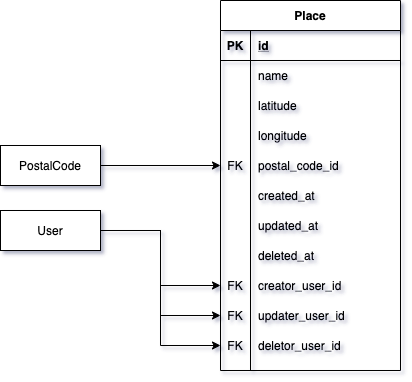 Place
PK id
name
latitude
longitude
PostalCode FK postal_code_id
created_at
User updated_at
deleted_at
FK creator_user_id
FK updater_user_id
FK deletor_user_id